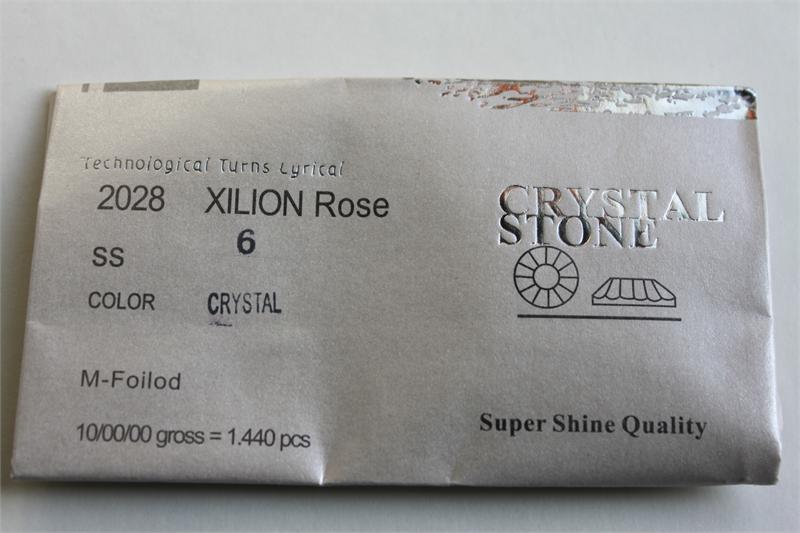 Technological Turns Lyrical
2028 XILION Rose
SS 6
COLOR CRYSTAL
M-Foilod
10/00/00 gross = 1.440 pcs
CRYSTAL
STONE
Super Shine Quality